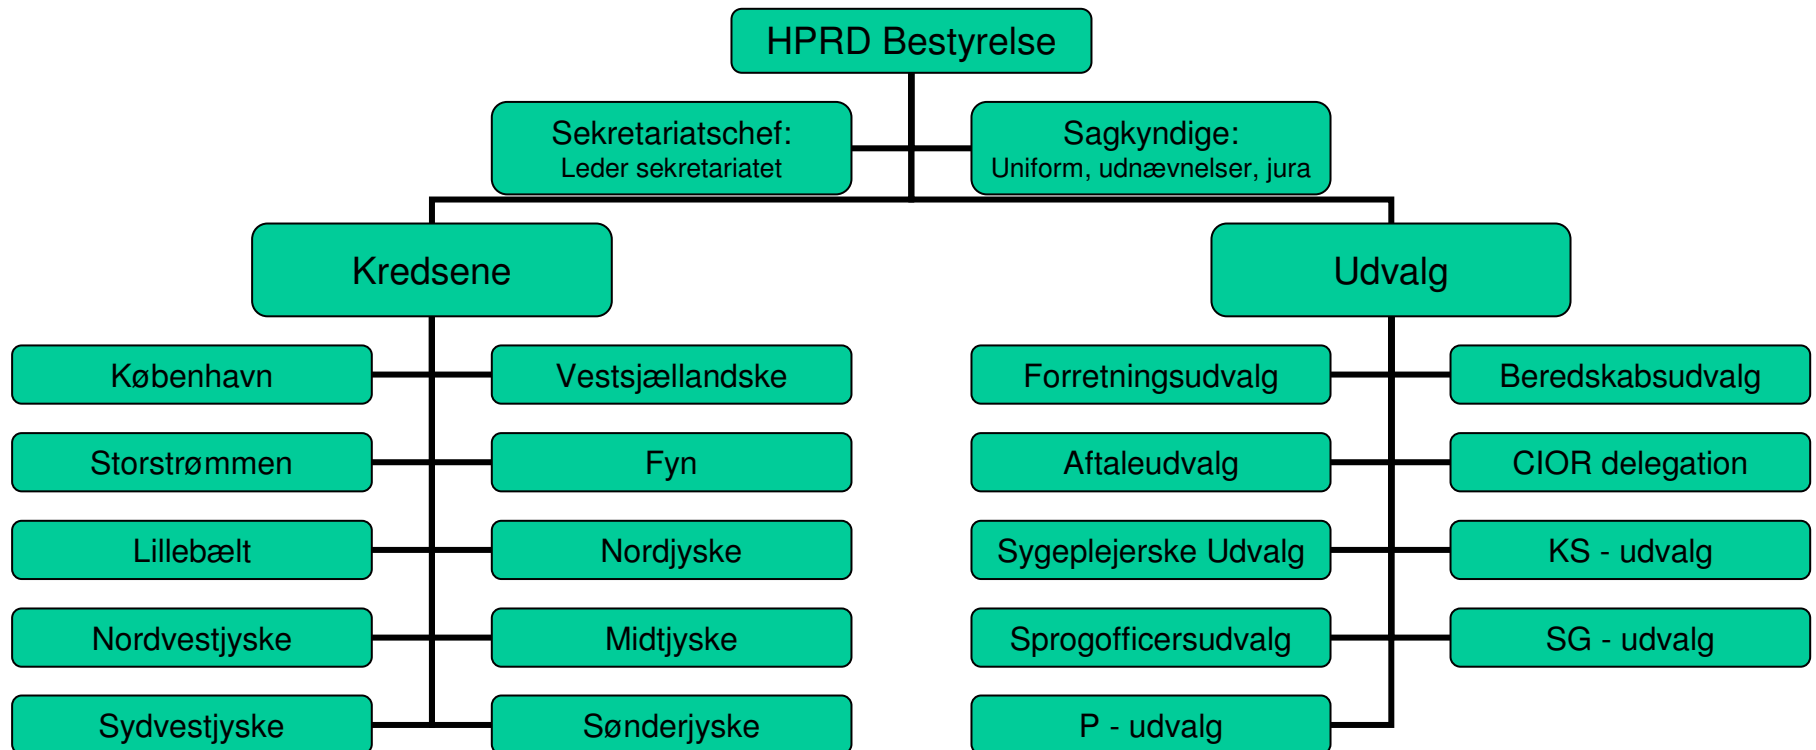 HPRD Bestyrelse
Sekretariatschef:
Leder sekretariatet
Sagkyndige:
Uniform, udnævnelser, jura
Kredsene
Udvalg
København
Vestsjællandske
Forretningsudvalg
Beredskabsudvalg
Storstrømmen
Fyn
Aftaleudvalg
CIOR delegation
Lillebælt
Nordjyske
Sygeplejerske Udvalg
KS - udvalg
Nordvestjyske
Midtjyske
Sprogofficersudvalg
SG - udvalg
Sydvestjyske
Sønderjyske
P - udvalg